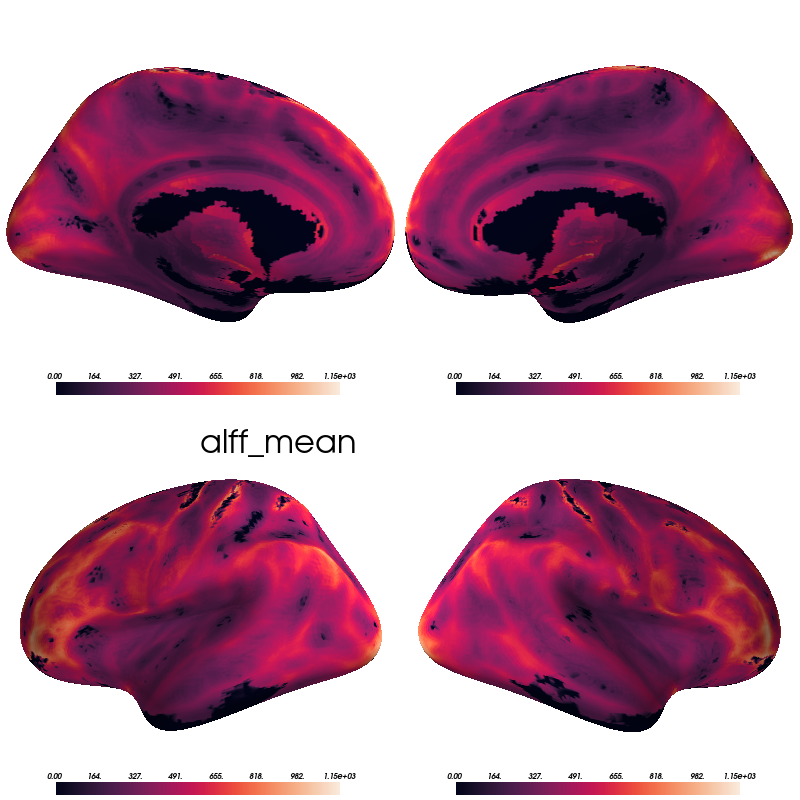 0.00 164. 327. 491. 655. 818. 982. 1.15e+03 0.00 164. 327. 491. 655. 818. 982. 1.15e+03
alff_mean
0.00 164. 327. 491. 655. 818. 982. 1.15e+03 0.00 164. 327. 491. 655. 818. 982. 1.15e+03